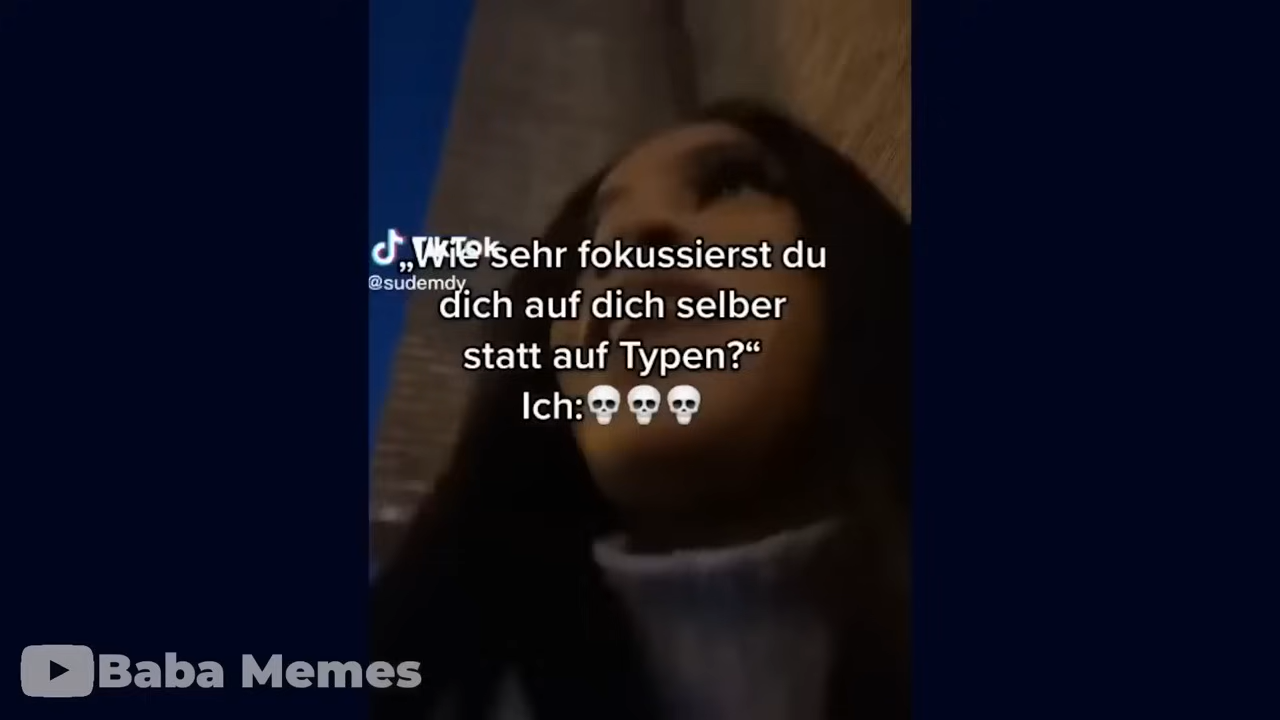 TikTok
@sudemdy
„Wie sehr fokussierst du
dich auf dich selber
statt auf Typen?“
Ich:💀💀💀
Baba Memes